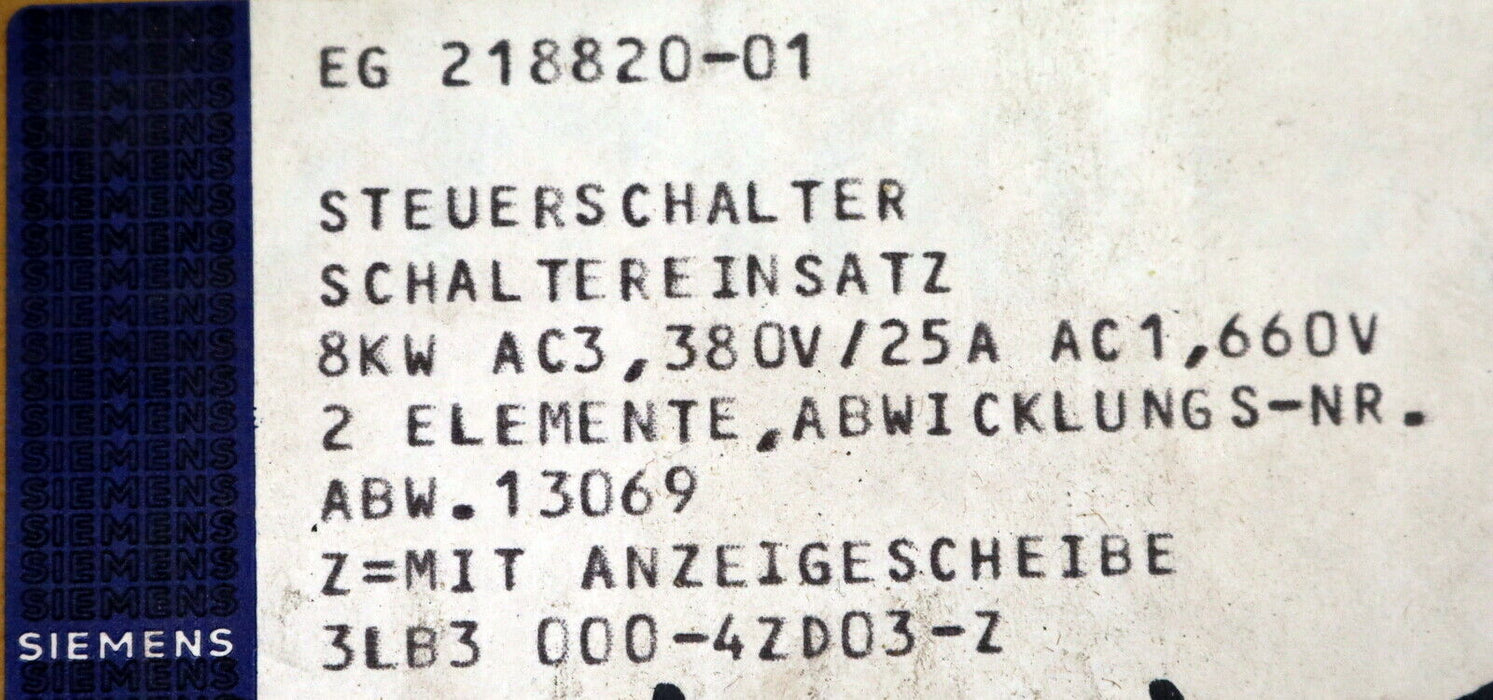 EG 218820-01
STEUERSCHALTER
SCHALTEREINSATZ
8KW AC3,380V/25A AC1,660V
2 ELEMENTE,ABWICKLUNGS-NR.
ABW.13069
Z=MIT ANZEIGESCHEIBE
3LB3 000-4ZD03-Z
SIEMENS